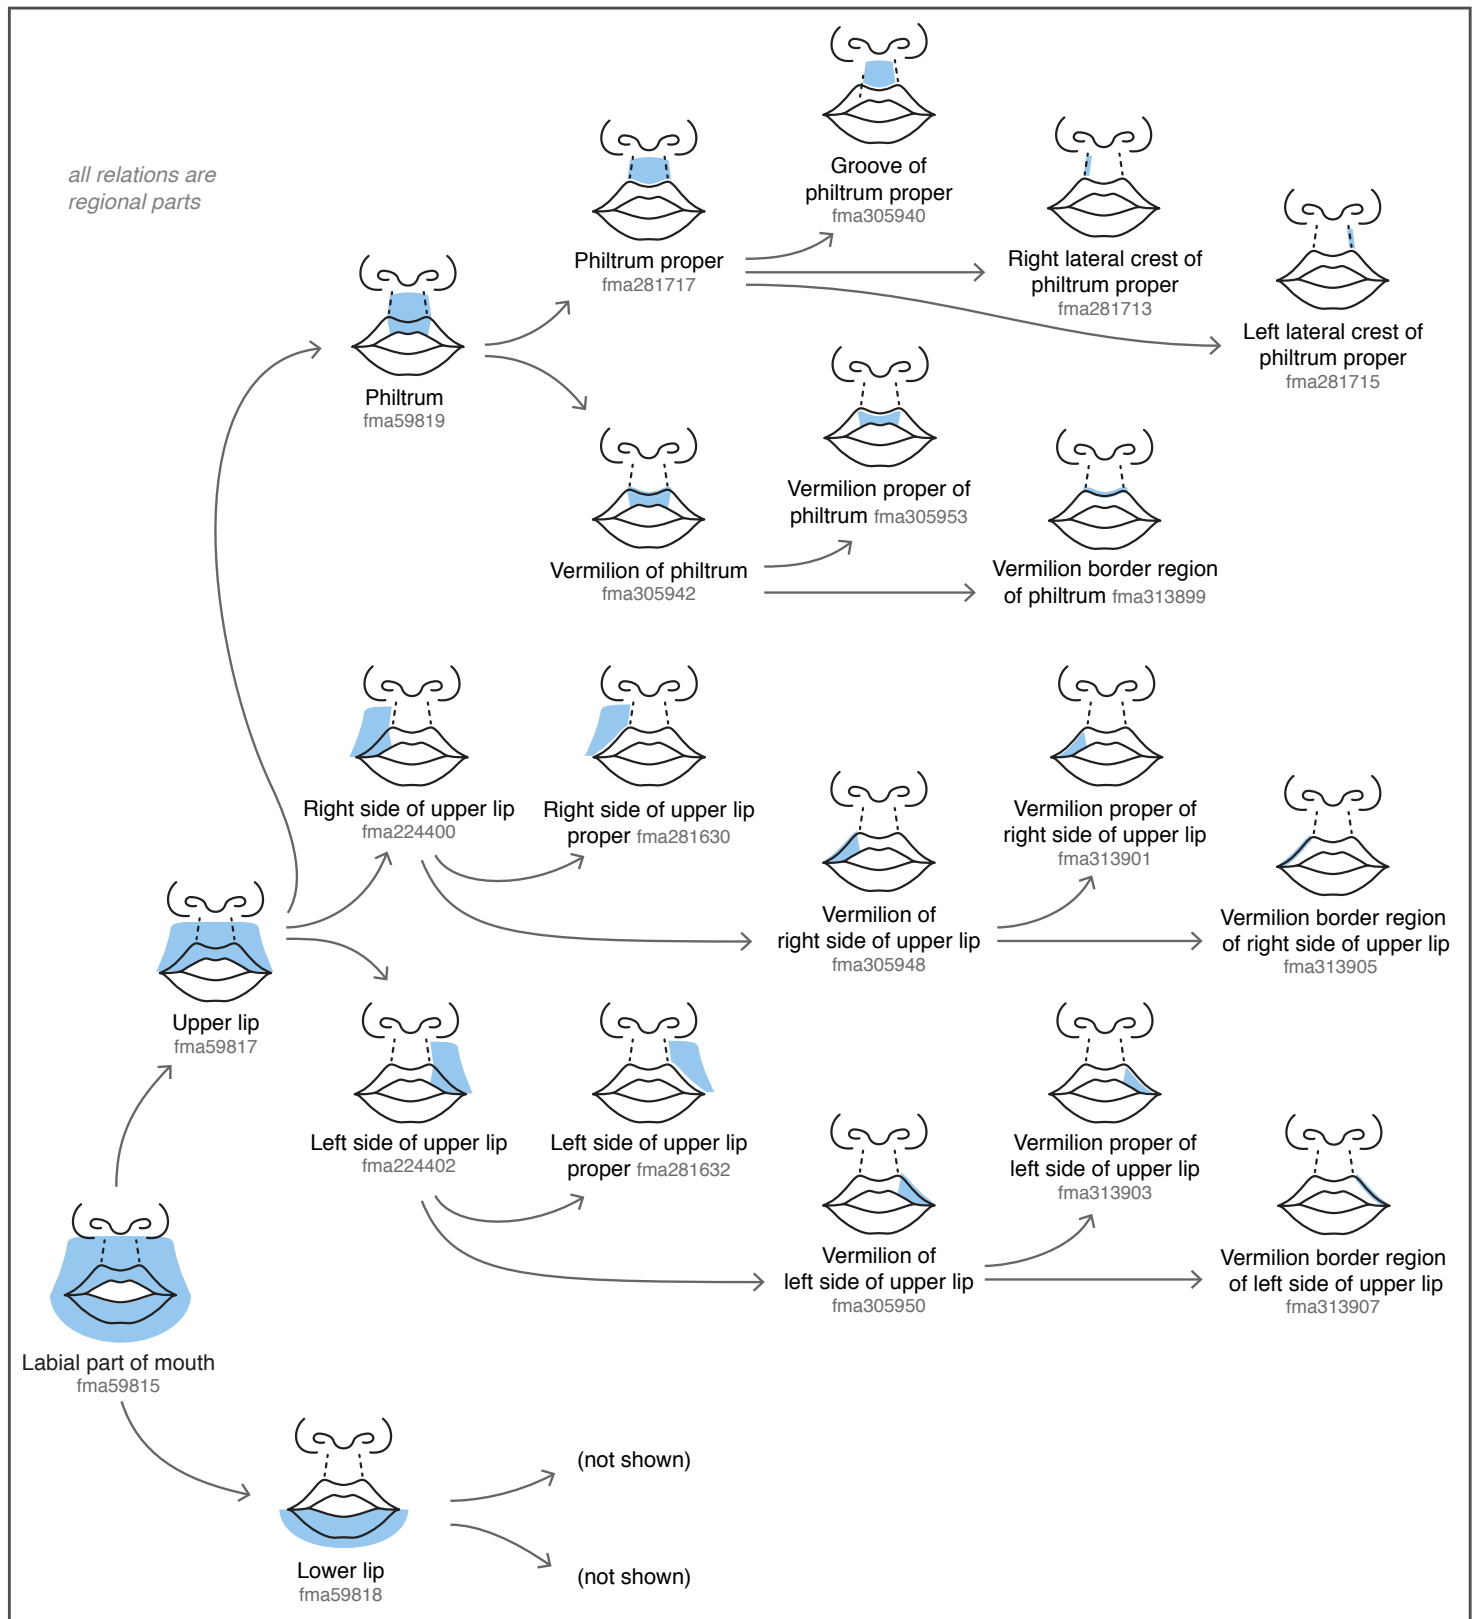 all relations are
regional parts
Groove of
philtrum proper
fma305940
Philtrum proper
fma281717
Right lateral crest of
philtrum proper
fma281713
Left lateral crest of
philtrum proper
fma281715
Philtrum
fma59819
Vermilion proper of
philtrum fma305953
Vermilion of philtrum
fma305942
Vermilion border region
of philtrum fma313899
Right side of upper lip
fma224400
Right side of upper lip
proper fma281630
Vermilion proper of
right side of upper lip
fma313901
Vermilion of
right side of upper lip
fma305948
Vermilion border region
of right side of upper lip
fma313905
Upper lip
fma59817
Left side of upper lip
fma224402
Left side of upper lip
proper fma281632
Vermilion proper of
left side of upper lip
fma313903
Vermilion of
left side of upper lip
fma305950
Vermilion border region
of left side of upper lip
fma313907
Labial part of mouth
fma59815
(not shown)
Lower lip
fma59818
(not shown)